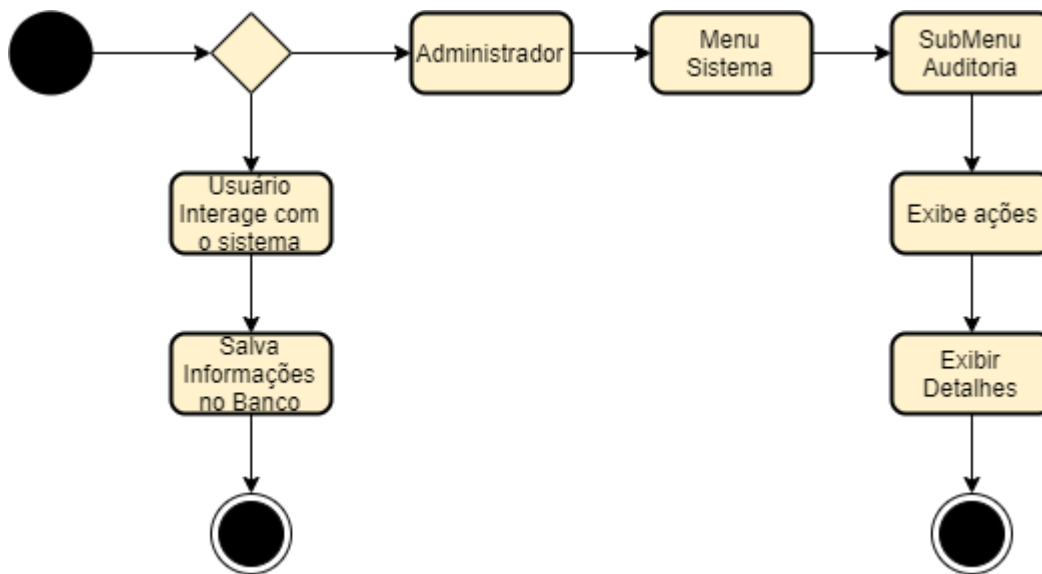 Administrador
Menu
Sistema
SubMenu
Auditoria
Usuário
Interage com
o sistema
Exibe ações
Salva
Informações
no Banco
Exibir
Detalhes